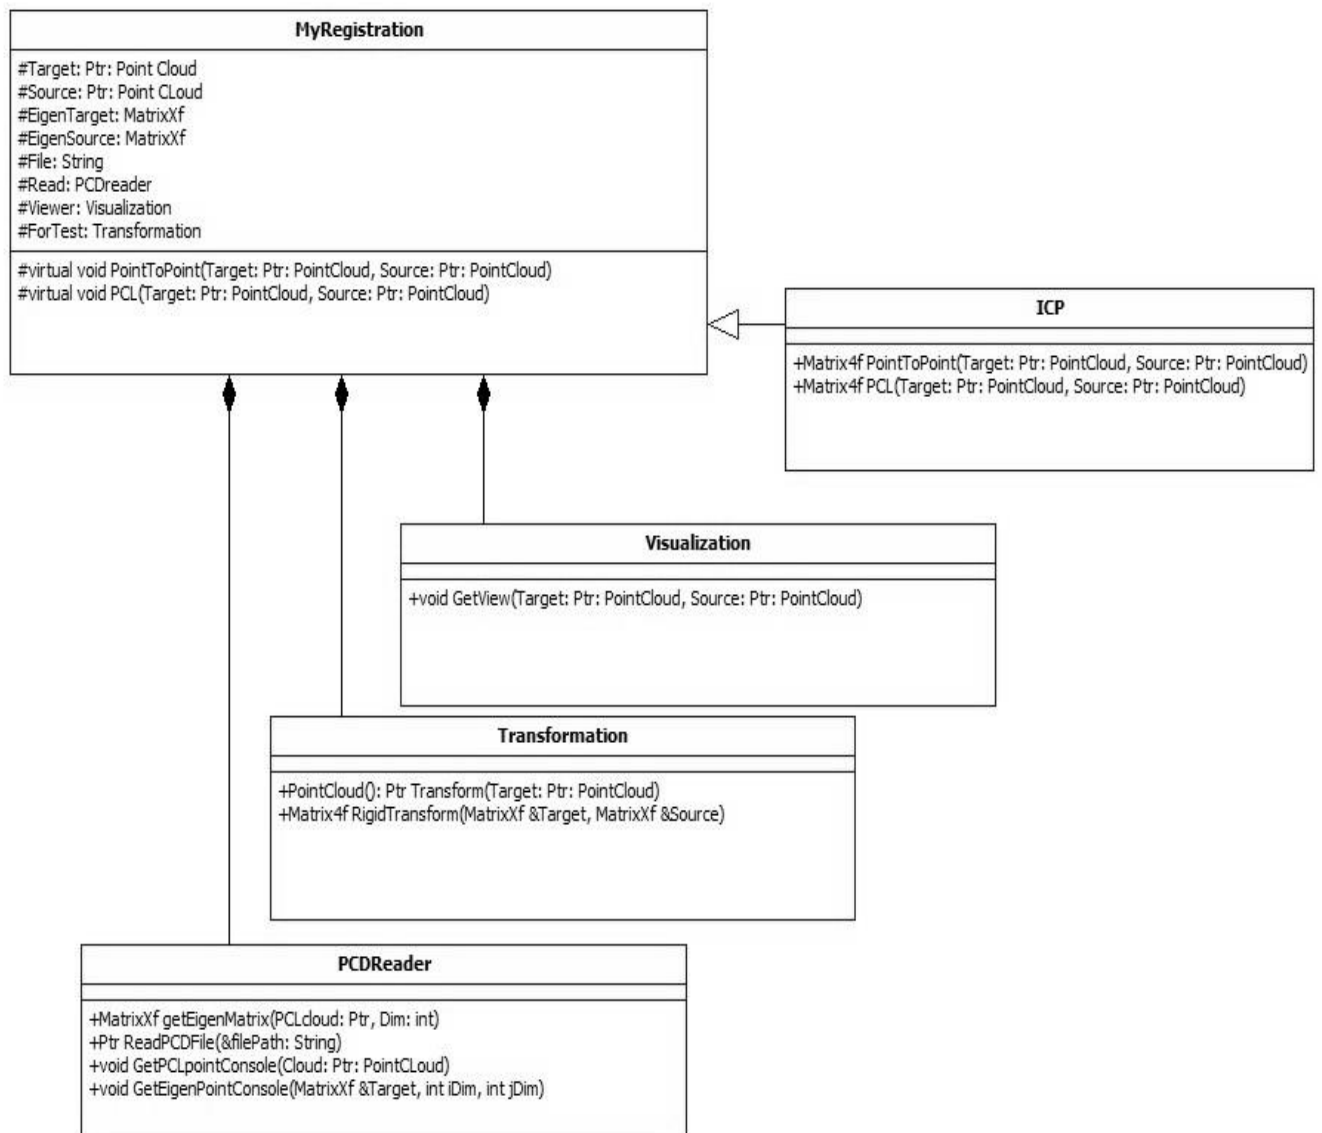 MyRegistration
#Target: Ptr: Point Cloud
#Source: Ptr: Point CLoud
#EigenTarget: MatrixXf
#EigenSource: MatrixXf
#File: String
#Read: PCDreader
#Viewer: Visualization
#ForTest: Transformation
#virtual void PointToPoint(Target: Ptr: PointCloud, Source: Ptr: PointCloud)
#virtual void PCL(Target: Ptr: PointCloud, Source: Ptr: PointCloud)
ICP
+Matrix4f PointToPoint(Target: Ptr: PointCloud, Source: Ptr: PointCloud)
+Matrix4f PCL(Target: Ptr: PointCloud, Source: Ptr: PointCloud)
Visualization
+void GetView(Target: Ptr: PointCloud, Source: Ptr: PointCloud)
Transformation
+PointCloud(): Ptr Transform(Target: Ptr: PointCloud)
+Matrix4f RigidTransform(MatrixXf &Target, MatrixXf &Source)
PCDReader
+MatrixXf getEigenMatrix(PCLcloud: Ptr, Dim: int)
+Ptr ReadPCDFile(&filePath: String)
+void GetPCLpointConsole(Cloud: Ptr: PointCLoud)
+void GetEigenPointConsole(MatrixXf &Target, int iDim, int jDim)